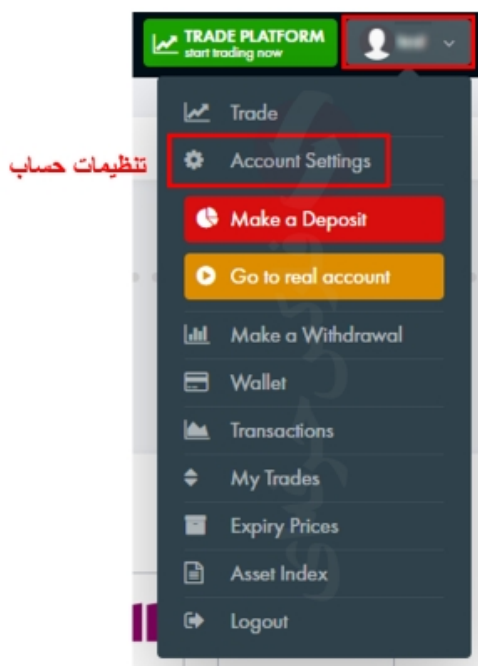 TRADE PLATFORM
start trading now
Trade
تنظیمات حساب
Account Settings
Make a Deposit
Go to real account
Make a Withdrawal
Wallet
Transactions
My Trades
Expiry Prices
Asset Index
Logout